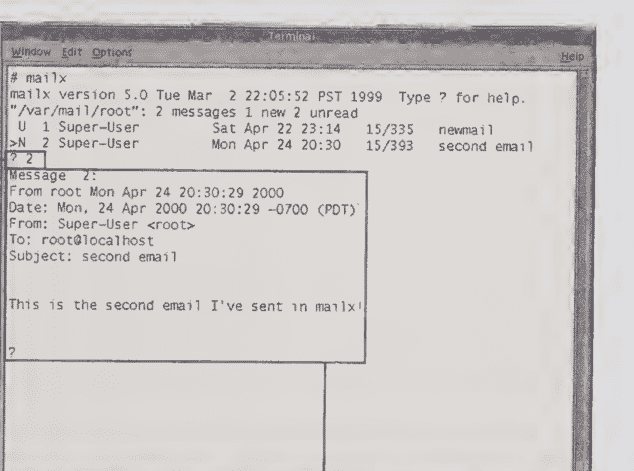 Terminal
Window Edit Options Help
# mailx
mailx version 5.0 Tue Mar  2 22:05:52 PST 1999  Type ? for help.
"/var/mail/root": 2 messages 1 new 2 unread
 U  1 Super-User         Sat Apr 22 23:14   15/335   newmail
>N  2 Super-User         Mon Apr 24 20:30   15/393   second email
? 2
Message  2:
From root Mon Apr 24 20:30:29 2000
Date: Mon, 24 Apr 2000 20:30:29 -0700 (PDT)
From: Super-User <root>
To: root@localhost
Subject: second email
This is the second email I've sent in mailx!
?